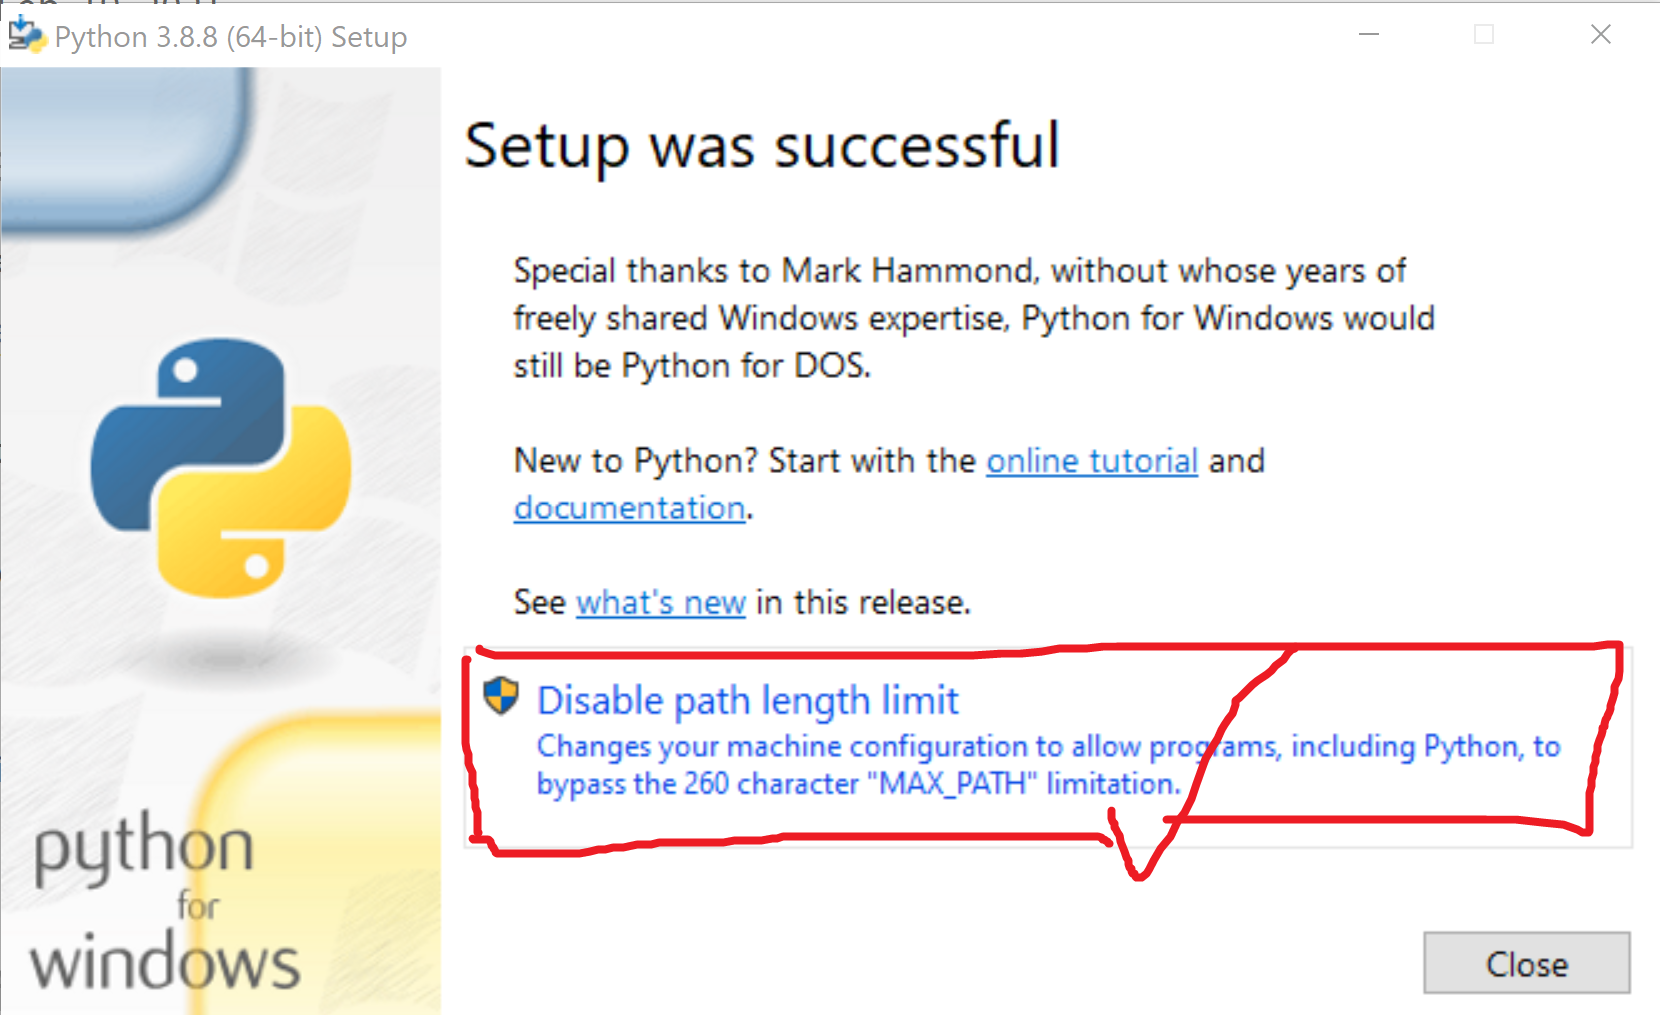 Python 3.8.8 (64-bit) Setup
Setup was successful
Special thanks to Mark Hammond, without whose years of
freely shared Windows expertise, Python for Windows would
still be Python for DOS.
New to Python? Start with the online tutorial and
documentation.
See what's new in this release.
Disable path length limit
Changes your machine configuration to allow programs, including Python, to
bypass the 260 character "MAX_PATH" limitation.
python
for
windows
Close